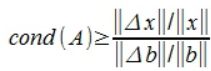 cond(A) ≥ ‖Δx‖/‖x‖ / ‖Δb‖/‖b‖